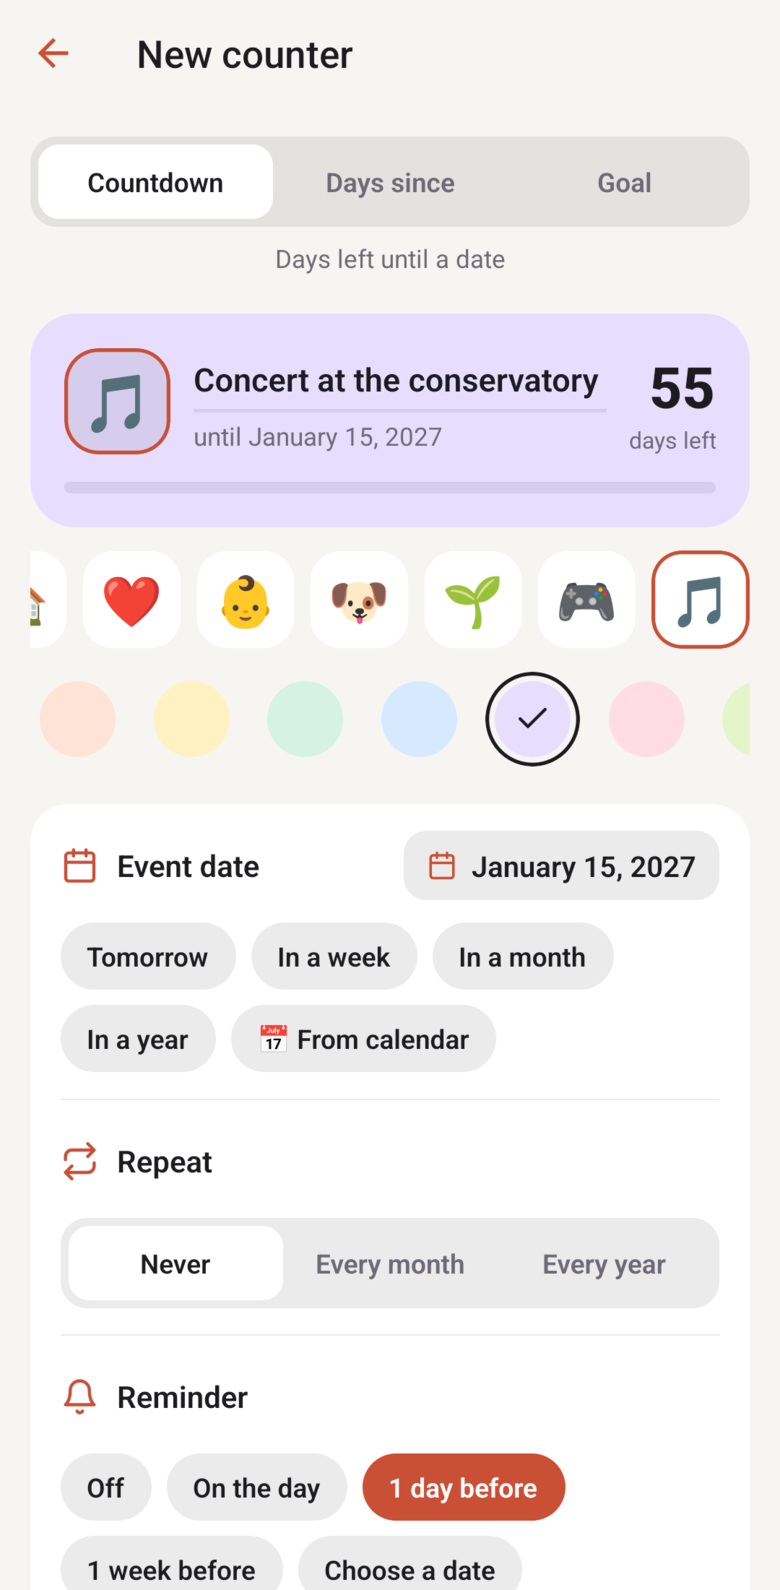 New counter
Countdown Days since Goal
Days left until a date
Concert at the conservatory 55
until January 15, 2027 days left
Event date January 15, 2027
Tomorrow In a week In a month
In a year July 17 From calendar
Repeat
Never Every month Every year
Reminder
Off On the day 1 day before
1 week before Choose a date